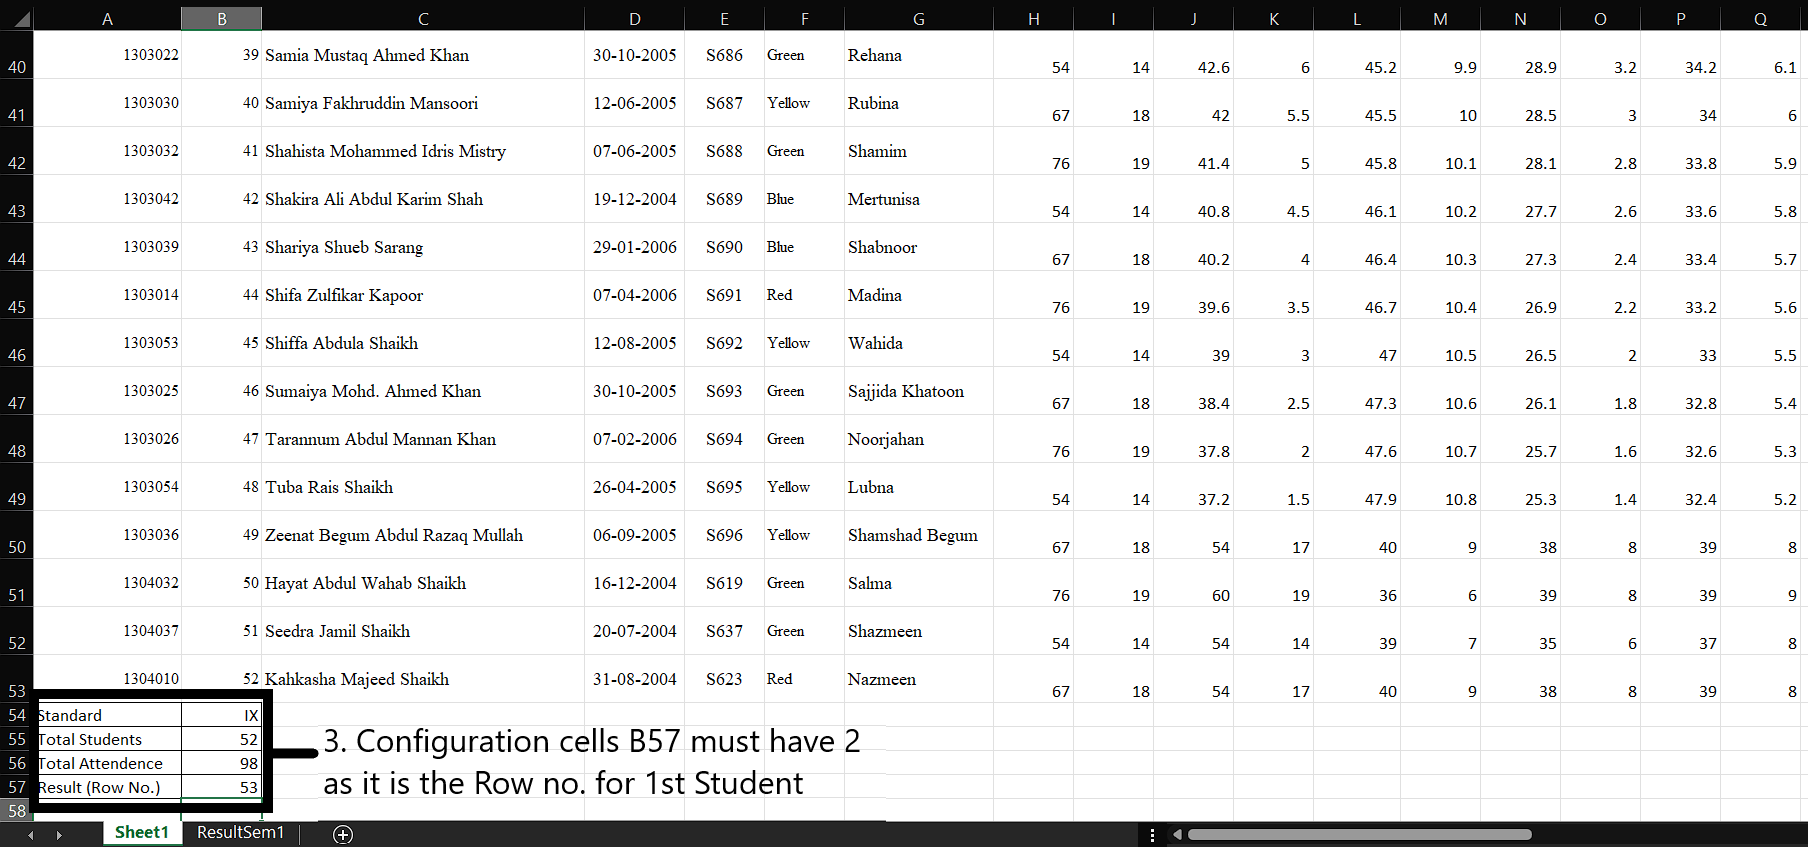 A B C D E F G H I J K L M N O P Q
40 1303022 39 Samia Mustaq Ahmed Khan 30-10-2005 S686 Green Rehana 54 14 42.6 6 45.2 9.9 28.9 3.2 34.2 6.1
41 1303030 40 Samiya Fakhruddin Mansoori 12-06-2005 S687 Yellow Rubina 67 18 42 5.5 45.5 10 28.5 3 34 6
42 1303032 41 Shahista Mohammed Idris Mistry 07-06-2005 S688 Green Shamim 76 19 41.4 5 45.8 10.1 28.1 2.8 33.8 5.9
43 1303042 42 Shakira Ali Abdul Karim Shah 19-12-2004 S689 Blue Mertunisa 54 14 40.8 4.5 46.1 10.2 27.7 2.6 33.6 5.8
44 1303039 43 Shariya Shueb Sarang 29-01-2006 S690 Blue Shabnoor 67 18 40.2 4 46.4 10.3 27.3 2.4 33.4 5.7
45 1303014 44 Shifa Zulfikar Kapoor 07-04-2006 S691 Red Madina 76 19 39.6 3.5 46.7 10.4 26.9 2.2 33.2 5.6
46 1303053 45 Shiffa Abdula Shaikh 12-08-2005 S692 Yellow Wahida 54 14 39 3 47 10.5 26.5 2 33 5.5
47 1303025 46 Sumaiya Mohd. Ahmed Khan 30-10-2005 S693 Green Sajjida Khatoon 67 18 38.4 2.5 47.3 10.6 26.1 1.8 32.8 5.4
48 1303026 47 Tarannum Abdul Mannan Khan 07-02-2006 S694 Green Noorjahan 76 19 37.8 2 47.6 10.7 25.7 1.6 32.6 5.3
49 1303054 48 Tuba Rais Shaikh 26-04-2005 S695 Yellow Lubna 54 14 37.2 1.5 47.9 10.8 25.3 1.4 32.4 5.2
50 1303036 49 Zeenat Begum Abdul Razaq Mullah 06-09-2005 S696 Yellow Shamshad Begum 67 18 54 17 40 9 38 8 39 8
51 1304032 50 Hayat Abdul Wahab Shaikh 16-12-2004 S619 Green Salma 76 19 60 19 36 6 39 8 39 9
52 1304037 51 Seedra Jamil Shaikh 20-07-2004 S637 Green Shazmeen 54 14 54 14 39 7 35 6 37 8
53 1304010 52 Kahkasha Majeed Shaikh 31-08-2004 S623 Red Nazmeen 67 18 54 17 40 9 38 8 39 8
54 Standard IX
55 Total Students 52
56 Total Attendence 98
57 Result (Row No.) 53
58
3. Configuration cells B57 must have 2
as it is the Row no. for 1st Student
Sheet1 ResultSem1